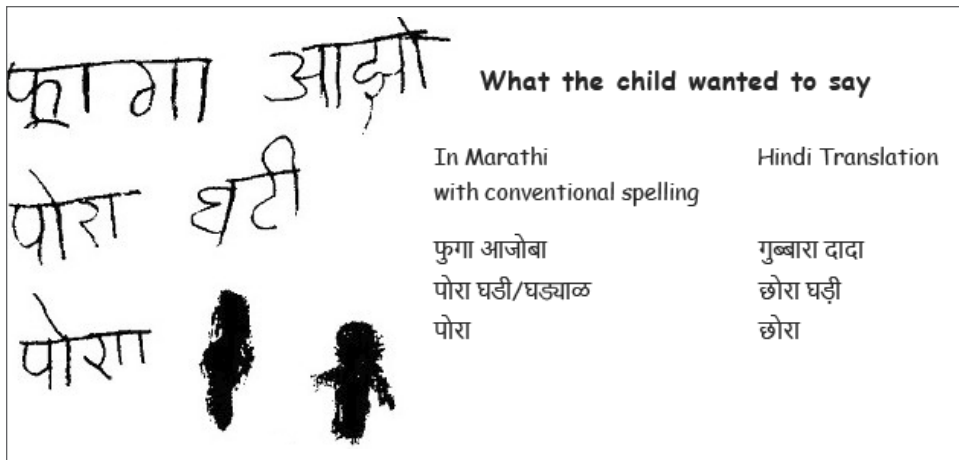 What the child wanted to say
In Marathi with conventional spelling
Hindi Translation
फागा आझो
पोरा घटी
पोरा
फुगा आजोबा
पोरा घडी/घड्याळ
पोरा
गुब्बारा दादा
छोरा घड़ी
छोरा